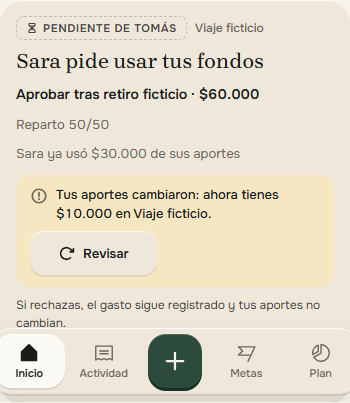 PENDIENTE DE TOMÁS Viaje ficticio
Sara pide usar tus fondos
Aprobar tras retiro ficticio · $60.000
Reparto 50/50
Sara ya usó $30.000 de sus aportes
Tus aportes cambiaron: ahora tienes
$10.000 en Viaje ficticio.
Revisar
Si rechazas, el gasto sigue registrado y tus aportes no
cambian.
Inicio Actividad Metas Plan